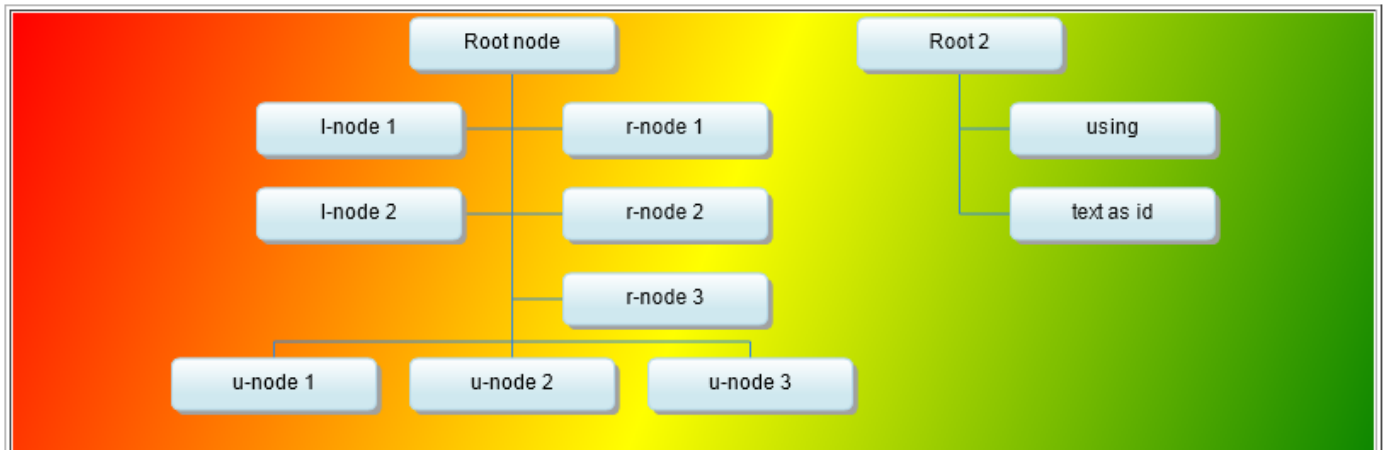 Root node
Root 2
l-node 1
r-node 1
using
l-node 2
r-node 2
text as id
r-node 3
u-node 1
u-node 2
u-node 3